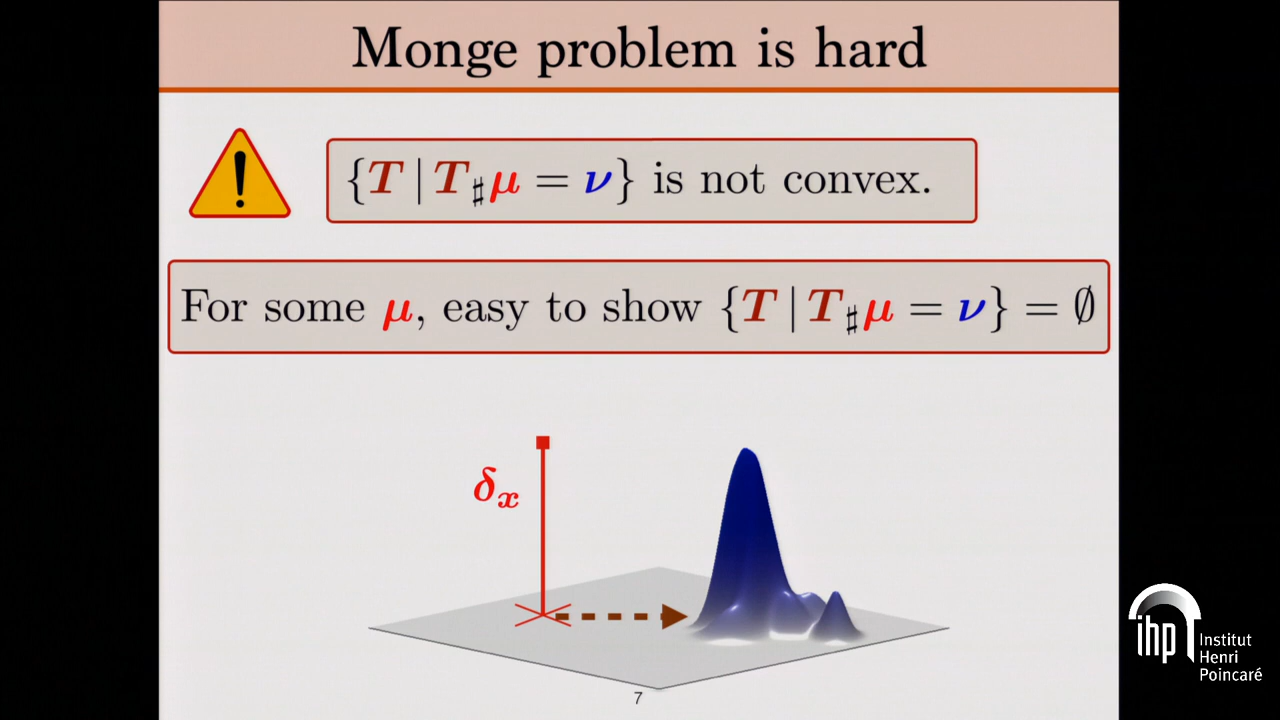 Monge problem is hard
{T | T♯μ = ν} is not convex.
For some μ, easy to show {T | T♯μ = ν} = ∅
δx
7
ihp
Institut
Henri
Poincaré